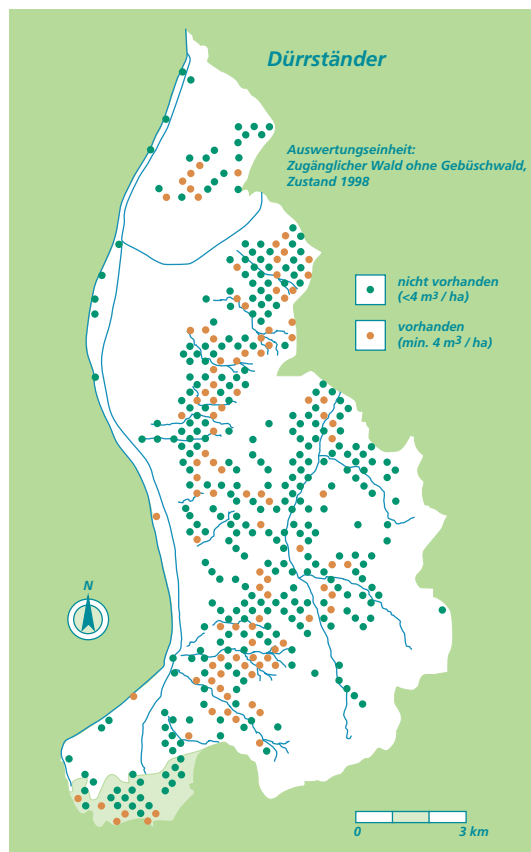 Dürrständer
Auswertungseinheit:
Zugänglicher Wald ohne Gebüschwald,
Zustand 1998
nicht vorhanden
(<4 m³ / ha)
vorhanden
(min. 4 m³ / ha)
N
0 3 km